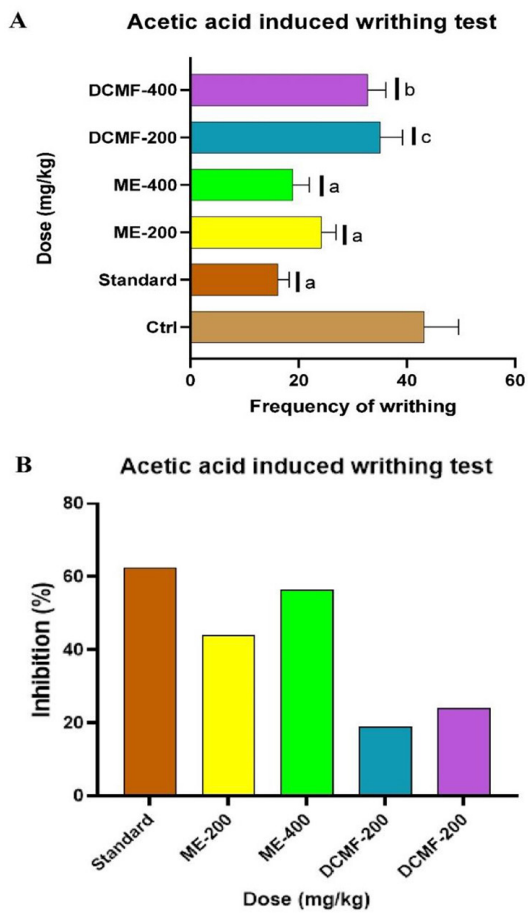 A
Acetic acid induced writhing test
Dose (mg/kg)
DCMF-400
b
DCMF-200
c
ME-400
a
ME-200
a
Standard
a
Ctrl
0 20 40 60
Frequency of writhing
B
Acetic acid induced writhing test
Inhibition (%)
80
60
40
20
0
Standard ME-200 ME-400 DCMF-200 DCMF-200
Dose (mg/kg)